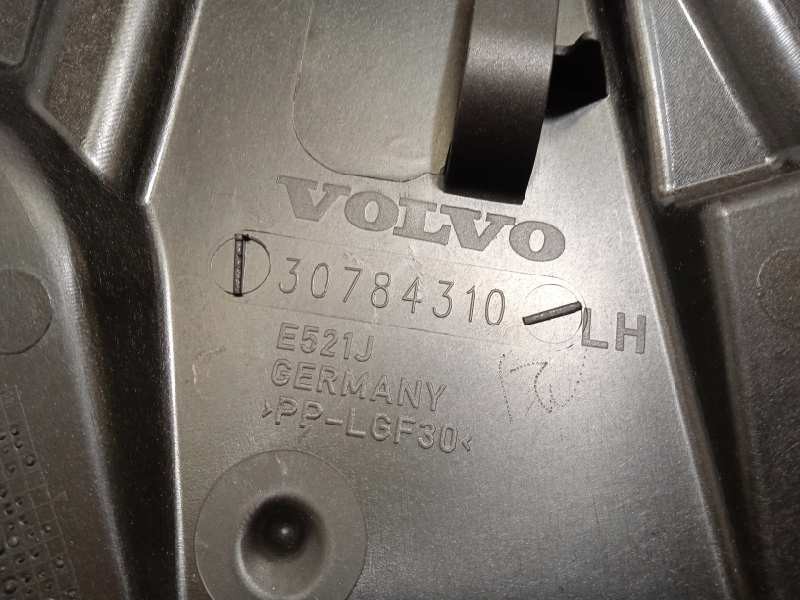 VOLVO
30784310 LH
E521J
GERMANY
>PP-LGF30<